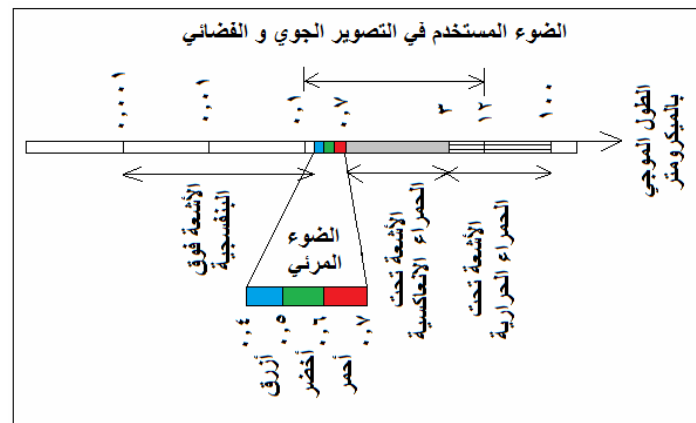 الضوء المستخدم في التصوير الجوي و الفضائي
٠,٠٠١
٠,٠١
٠,١
٠,٧
٣
١٢
١٠٠
الطول الموجي
بالميكرومتر
الأشعة فوق
البنفسجية
الضوء
المرئي
الأشعة تحت
الحمراء الانعاكسية
الأشعة تحت
الحمراء الحرارية
٠,٤
٠,٥
٠,٦
٠,٧
أزرق
أخضر
أحمر